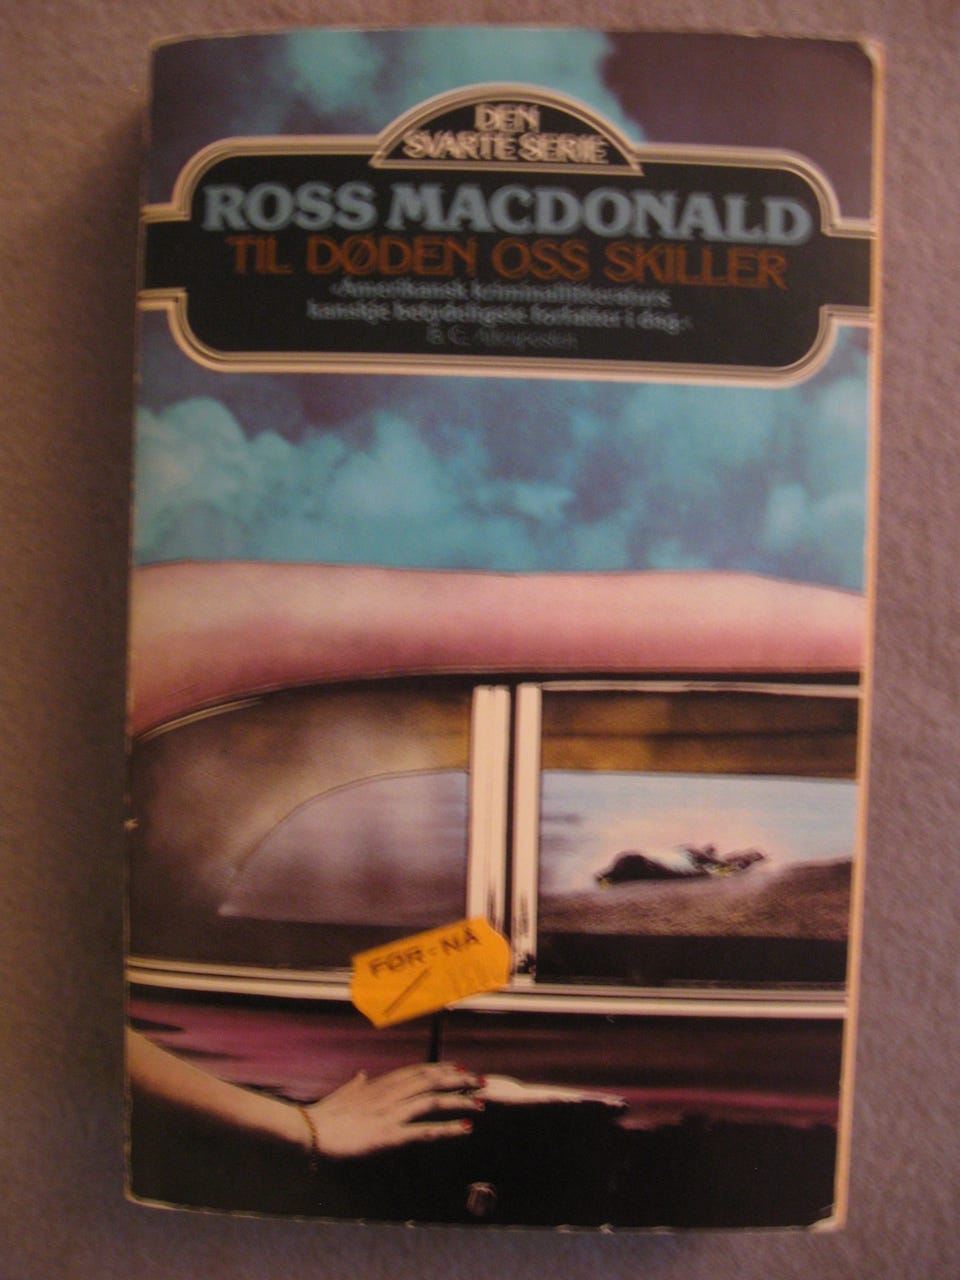 DEN
SVARTE SERIE
ROSS MACDONALD
TIL DØDEN OSS SKILLER
«Amerikansk kriminallitteraturs
kanskje betydeligste forfatter i dag.»
FØR-NÅ